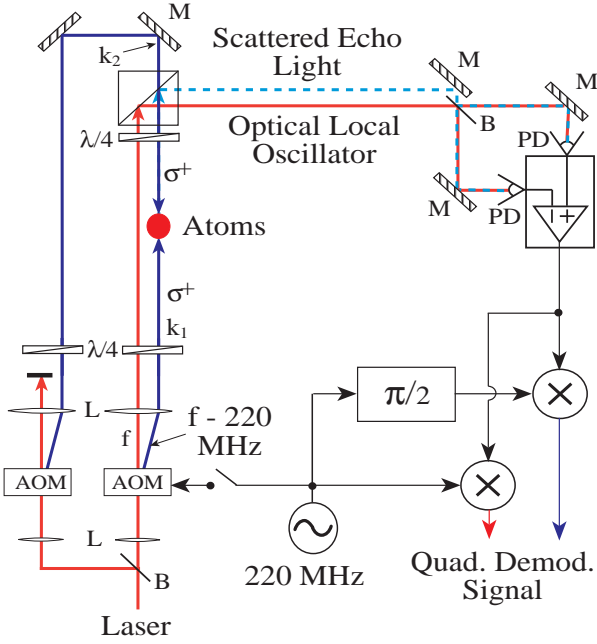 M
k2
Scattered Echo
Light
M
M
B
Optical Local
Oscillator
λ/4
PD
σ+
M
PD
− +
Atoms
σ+
k1
λ/4
λ/4
L
f - 220
MHz
f
π/2
×
AOM
AOM
×
L
B
220 MHz
Quad. Demod.
Signal
Laser